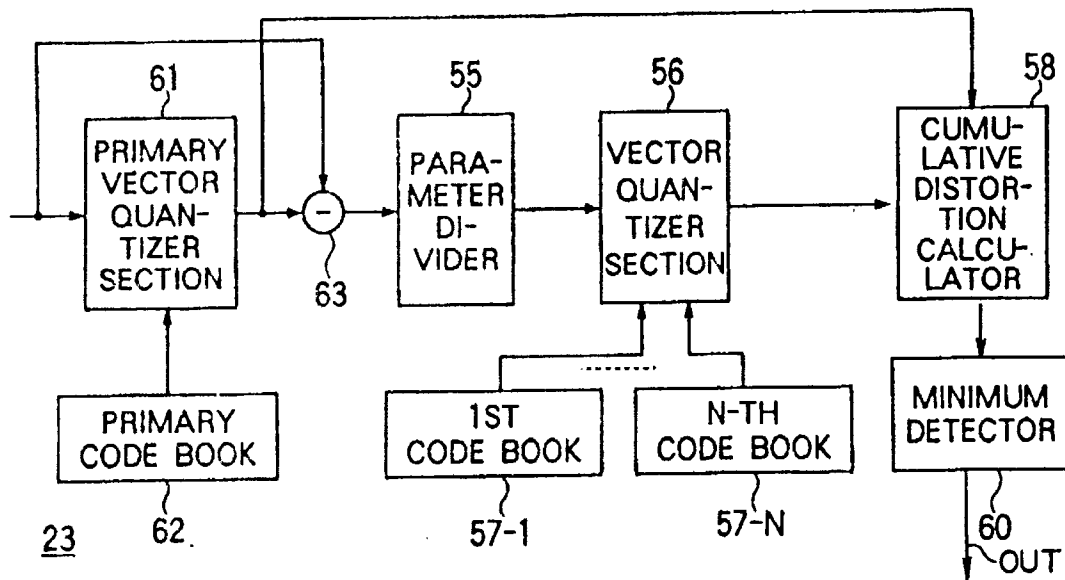 61
PRIMARY
VECTOR
QUAN-
TIZER
SECTION
63
55
PARA-
METER
DI-
VIDER
56
VECTOR
QUAN-
TIZER
SECTION
58
CUMU-
LATIVE
DISTOR-
TION
CALCU-
LATOR
PRIMARY
CODE BOOK
62
1ST
CODE BOOK
57-1
N-TH
CODE BOOK
57-N
MINIMUM
DETECTOR
60
OUT
23